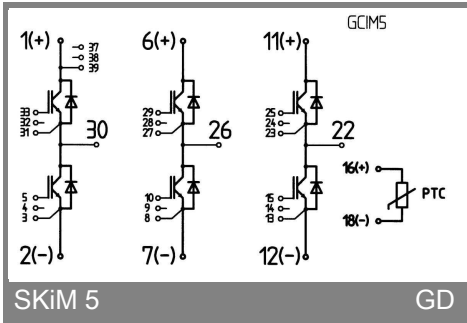 GCIM5
1(+) 6(+) 11(+)
37
38
39
33 29 25
32 28 24
31 27 23
30 26 22
16(+)
PTC
18(-)
5 10 15
4 9 14
3 8 13
2(-) 7(-) 12(-)
SKiM 5 GD